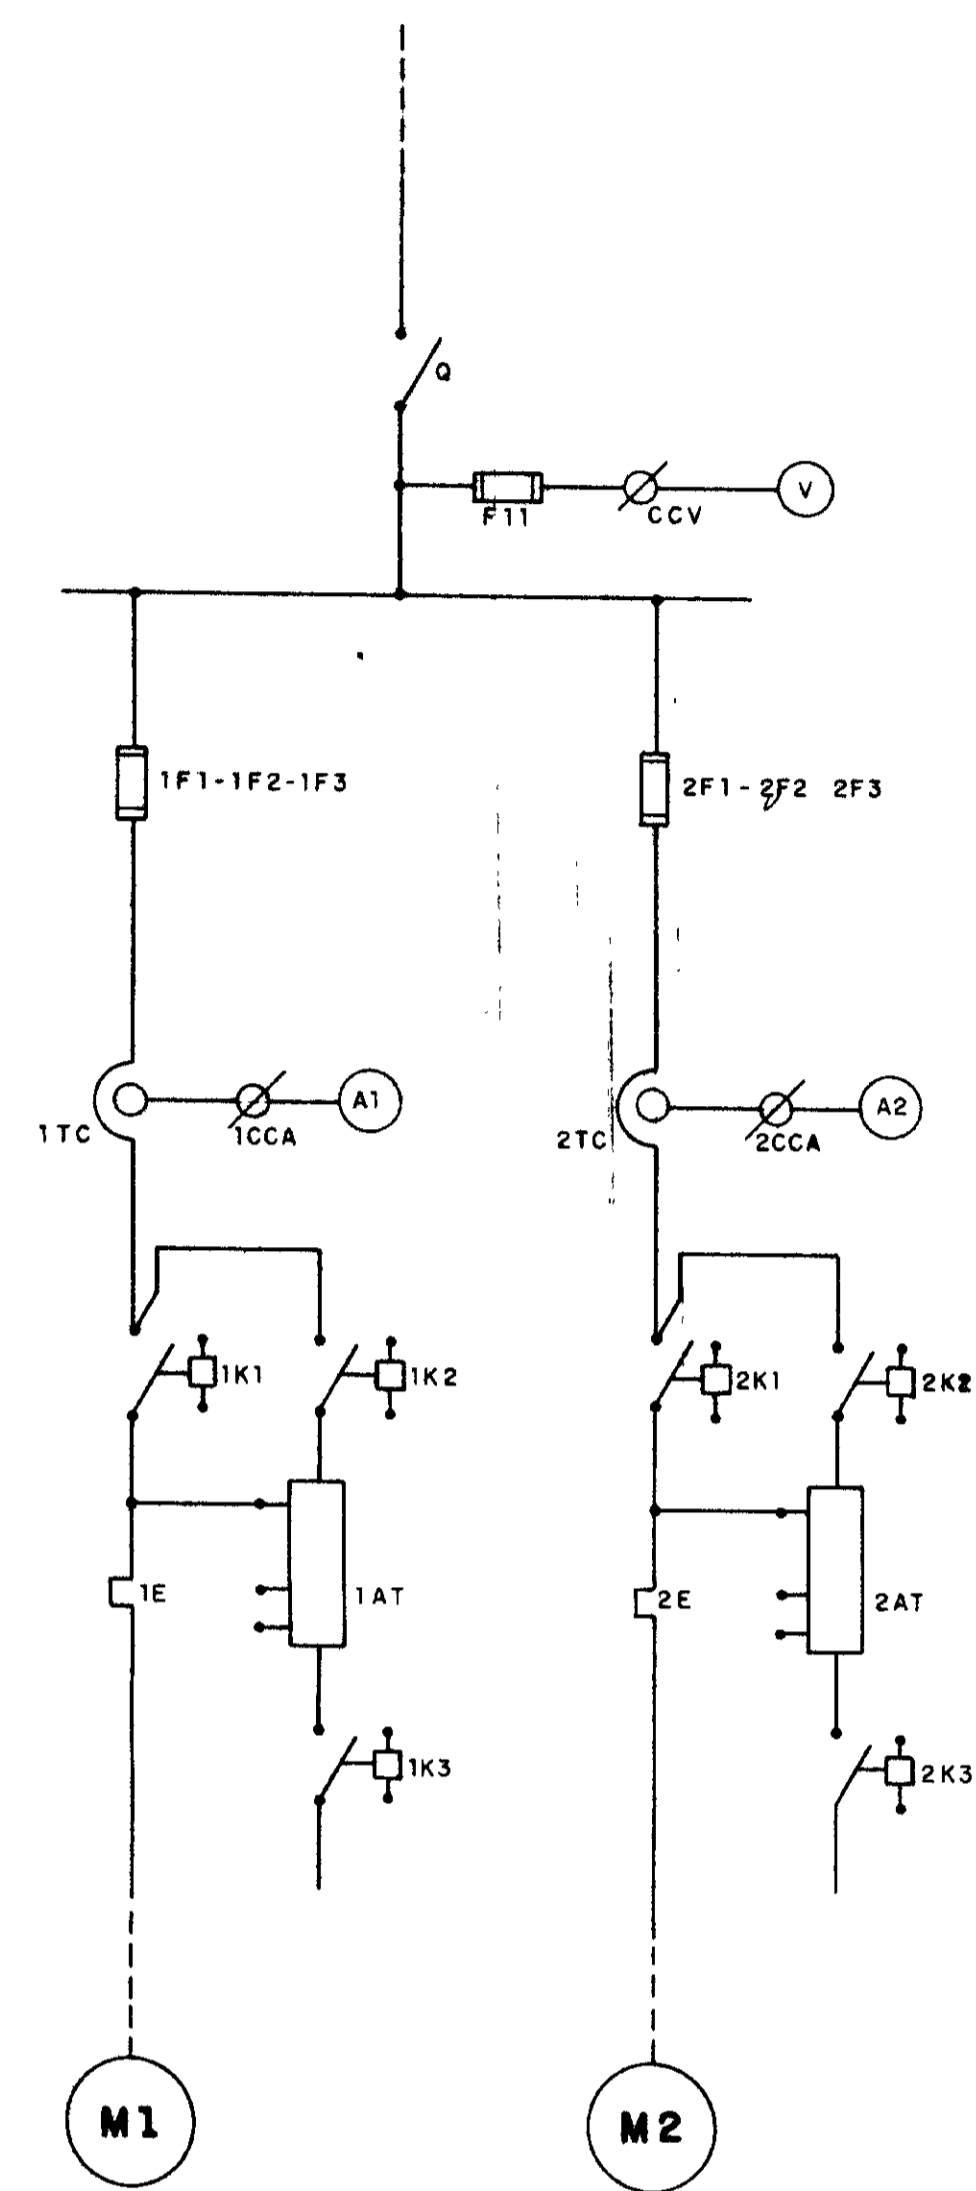 Q
V
F11
CCV
1F1-1F2-1F3
2F1-2F2 2F3
A1
A2
1TC
1CCA
2TC
2CCA
1K1
1K2
2K1
2K2
1E
1AT
2E
2AT
1K3
2K3
M1
M2